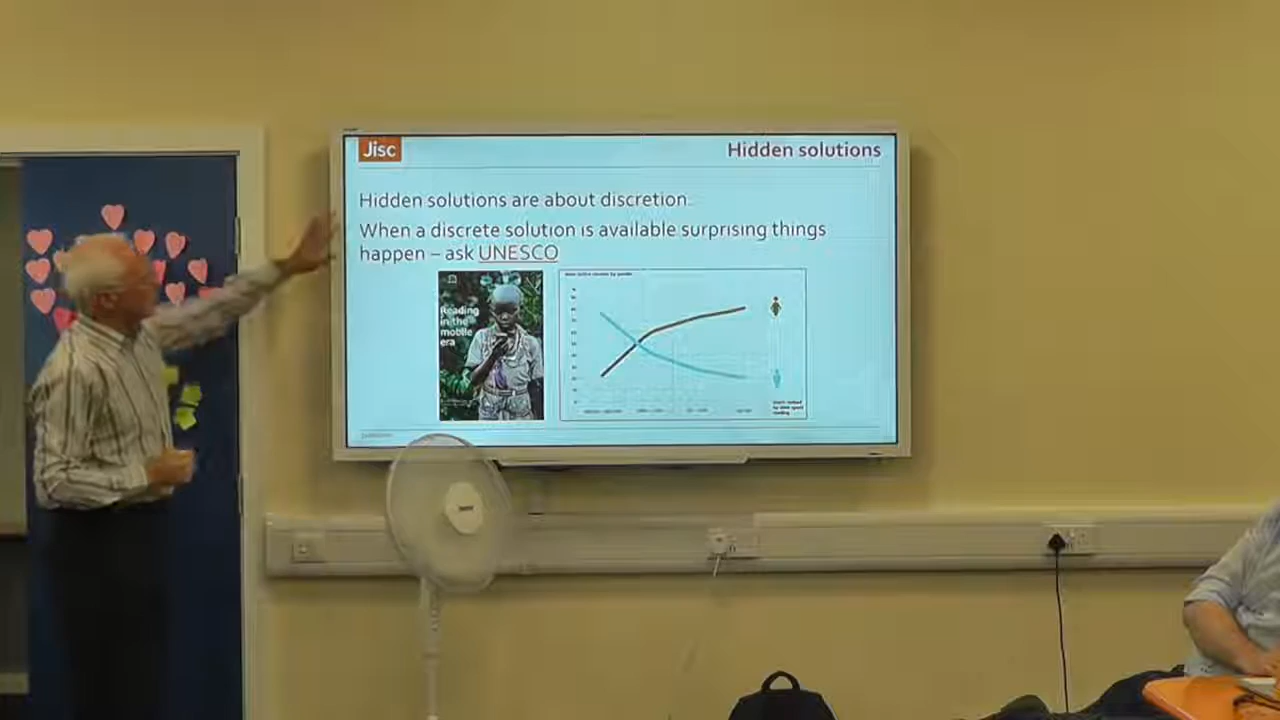 Jisc
Hidden solutions
Hidden solutions are about discretion.
When a discrete solution is available surprising things
happen – ask UNESCO
Reading
in the
mobile
era